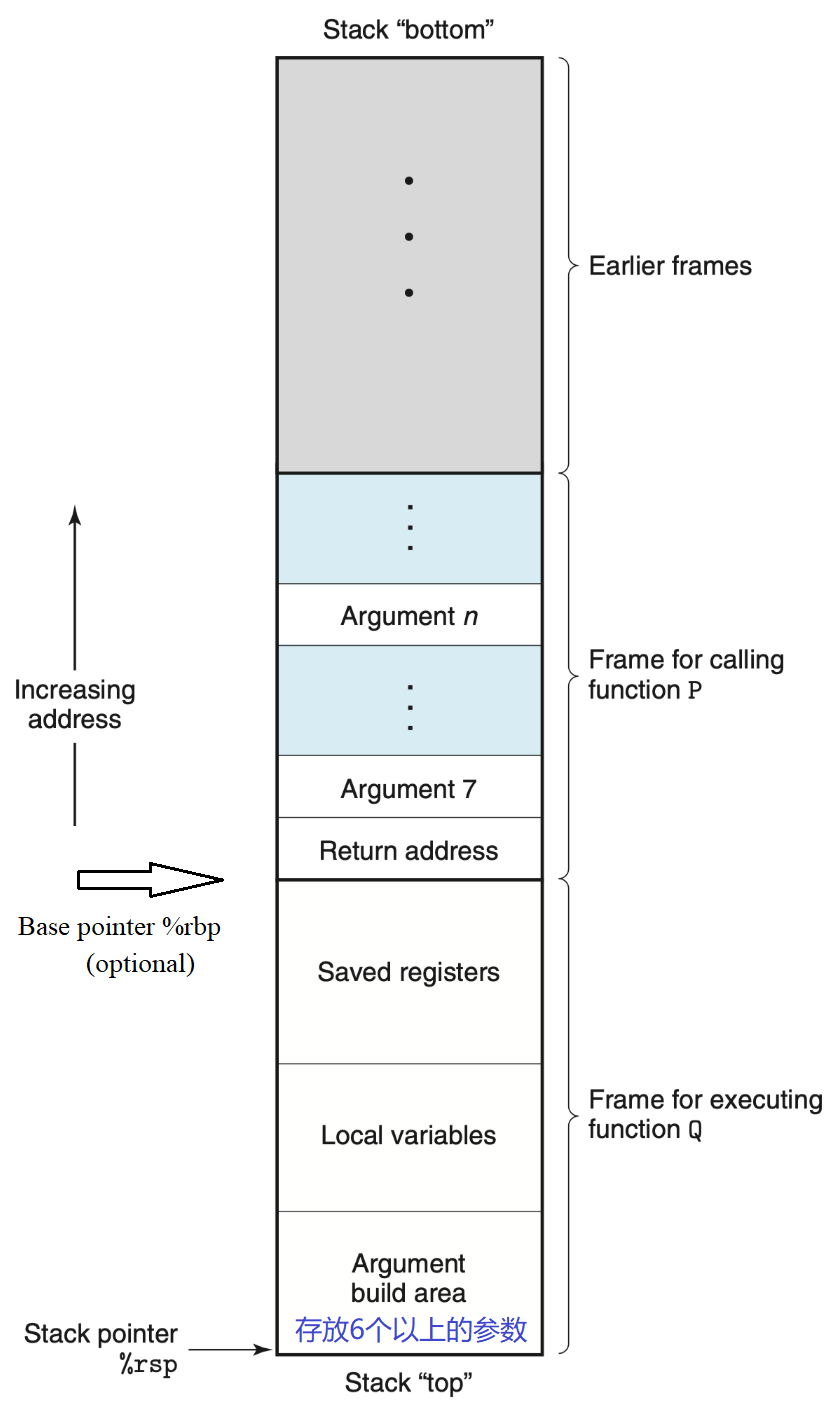 Stack “bottom”
Earlier frames
Argument n
Increasing
address
Frame for calling
function P
Argument 7
Return address
Base pointer %rbp
(optional)
Saved registers
Local variables
Frame for executing
function Q
Argument
build area
存放6个以上的参数
Stack pointer
%rsp
Stack “top”